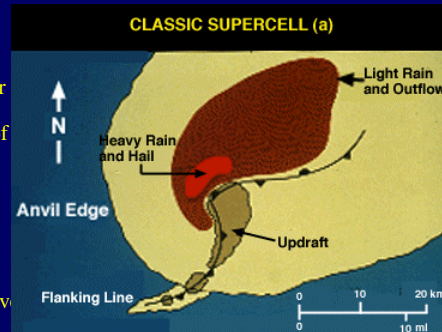 CLASSIC SUPERCELL (a)
Light Rain
and Outflow
N
Heavy Rain
and Hail
Anvil Edge
Updraft
Flanking Line
0 10 20 km
0 10 mi